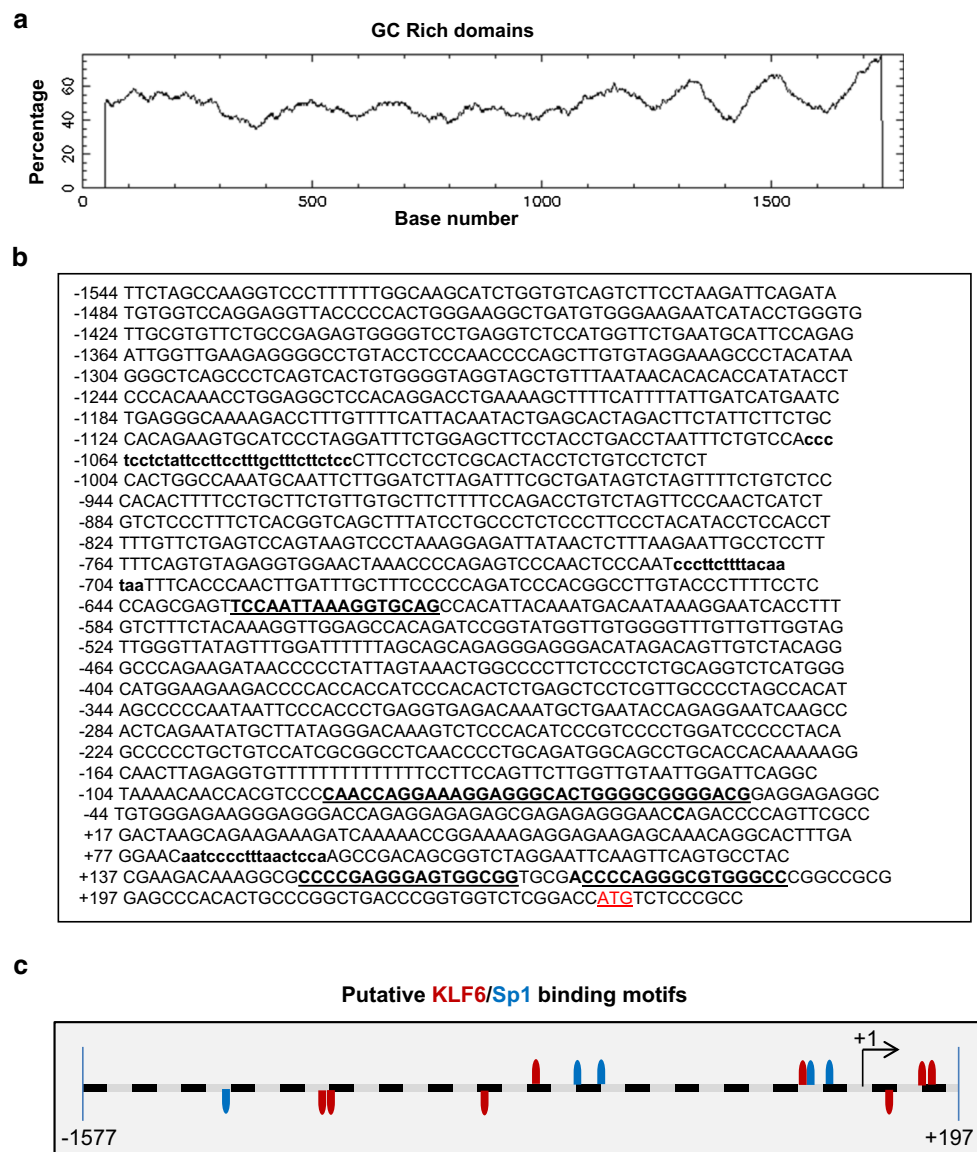 a
GC Rich domains
Percentage
0
20
40
60
0 500 1000 1500
Base number
b
-1544 TTCTAGCCAAGGTCCCTTTTTTGGCAAGCATCTGGTGTCAGTCTTCCTAAGATTCAGATA
-1484 TGTGGTCCAGGAGGTTACCCCCACTGGGAAGGCTGATGTGGGAAGAATCATACCTGGGTG
-1424 TTGCGTGTTCTGCCGAGAGTGGGGTCCTGAGGTCTCCATGGTTCTGAATGCATTCCAGAG
-1364 ATTGGTTGAAGAGGGGCCTGTACCTCCCAACCCCAGCTTGTGTAGGAAAGCCCTACATAA
-1304 GGGCTCAGCCCTCAGTCACTGTGGGGTAGGTAGCTGTTTAATAACACACACCATATACCT
-1244 CCCACAAACCTGGAGGCTCCACAGGACCTGAAAAGCTTTTCATTTTATTGATCATGAATC
-1184 TGAGGGCAAAAGACCTTTGTTTTCATTACAATACTGAGCACTAGACTTCTATTCTTCTGC
-1124 CACAGAAGTGCATCCCTAGGATTTCTGGAGCTTCCTACCTGACCTAATTTCTGTCCAccc
-1064 tcctctattccttcctttgctttcttctccCTTCCTCCTCGCACTACCTCTGTCCTCTCT
-1004 CACTGGCCAAATGCAATTCTTGGATCTTAGATTTCGCTGATAGTCTAGTTTTCTGTCTCC
-944 CACACTTTTCCTGCTTCTGTTGTGCTTCTTTTCCAGACCTGTCTAGTTCCCAACTCATCT
-884 GTCTCCCTTTCTCACGGTCAGCTTTATCCTGCCCTCTCCCTTCCCTACATACCTCCACCT
-824 TTTGTTCTGAGTCCAGTAAGTCCCTAAAGGAGATTATAACTCTTTAAGAATTGCCTCCTT
-764 TTTCAGTGTAGAGGTGGAACTAAACCCCAGAGTCCCAACTCCCAATcccttcttttacaa
-704 taaTTTCACCCAACTTGATTTGCTTTCCCCCAGATCCCACGGCCTTGTACCCTTTTCCTC
-644 CCAGCGAGTTCCAATTAAAGGTGCAGCCACATTACAAATGACAATAAAGGAATCACCTTT
-584 GTCTTTCTACAAAGGTTGGAGCCACAGATCCGGTATGGTTGTGGGGTTTGTTGTTGGTAG
-524 TTGGGTTATAGTTTGGATTTTTTAGCAGCAGAGGGAGGGACATAGACAGTTGTCTACAGG
-464 GCCCAGAAGATAACCCCCTATTAGTAAACTGGCCCCTTCTCCCTCTGCAGGTCTCATGGG
-404 CATGGAAGAAGACCCCACCACCATCCCACACTCTGAGCTCCTCGTTGCCCCTAGCCACAT
-344 AGCCCCCAATAATTCCCACCCTGAGGTGAGACAAATGCTGAATACCAGAGGAATCAAGCC
-284 ACTCAGAATATGCTTATAGGGACAAAGTCTCCCACATCCCGTCCCCTGGATCCCCCTACA
-224 GCCCCCTGCTGTCCATCGCGGCCTCAACCCCTGCAGATGGCAGCCTGCACCACAAAAAGG
-164 CAACTTAGAGGTGTTTTTTTTTTTTTTCCTTCCAGTTCTTGGTTGTAATTGGATTCAGGC
-104 TAAAACAACCACGTCCCCAACCAGGAAAGGAGGGCACTGGGGCGGGGACGGAGGAGAGGC
-44 TGTGGGAGAAGGGAGGGACCAGAGGAGAGAGCGAGAGAGGGAACCAGACCCCAGTTCGCC
+17 GACTAAGCAGAAGAAAGATCAAAAACCGGAAAAGAGGAGAAGAGCAAACAGGCACTTTGA
+77 GGAACaatcccctttaactccaAGCCGACAGCGGTCTAGGAATTCAAGTTCAGTGCCTAC
+137 CGAAGACAAAGGCGCCCCGAGGGAGTGGCGGTGCGACCCCAGGGCGTGGGCCCGGCCGCG
+197 GAGCCCACACTGCCCGGCTGACCCGGTGGTCTCGGACCATGTCTCCCGCC
c
Putative KLF6/Sp1 binding motifs
+1
-1577 +197